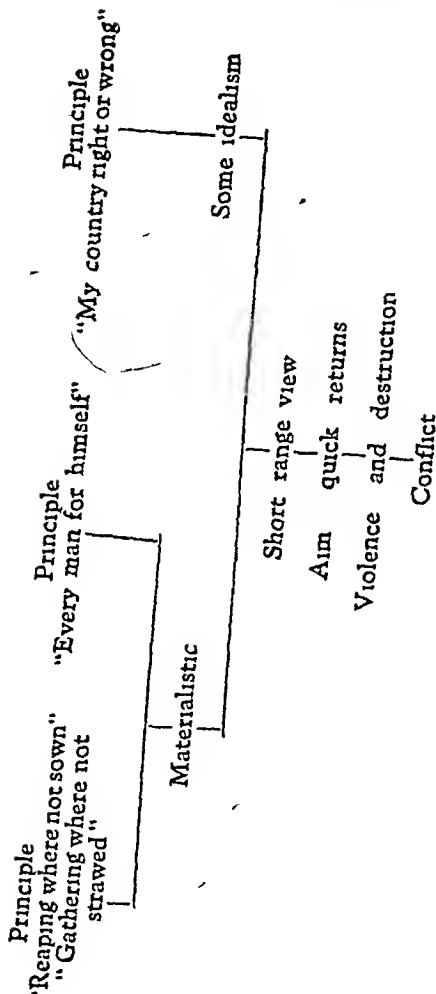 Principle
"Reaping where not sown"
"Gathering where not
strawed"
Principle
"Every man for himself"
Principle
"My country right or wrong"
Materialistic
Some idealism
Short range view
Aim quick returns
Violence and destruction
Conflict